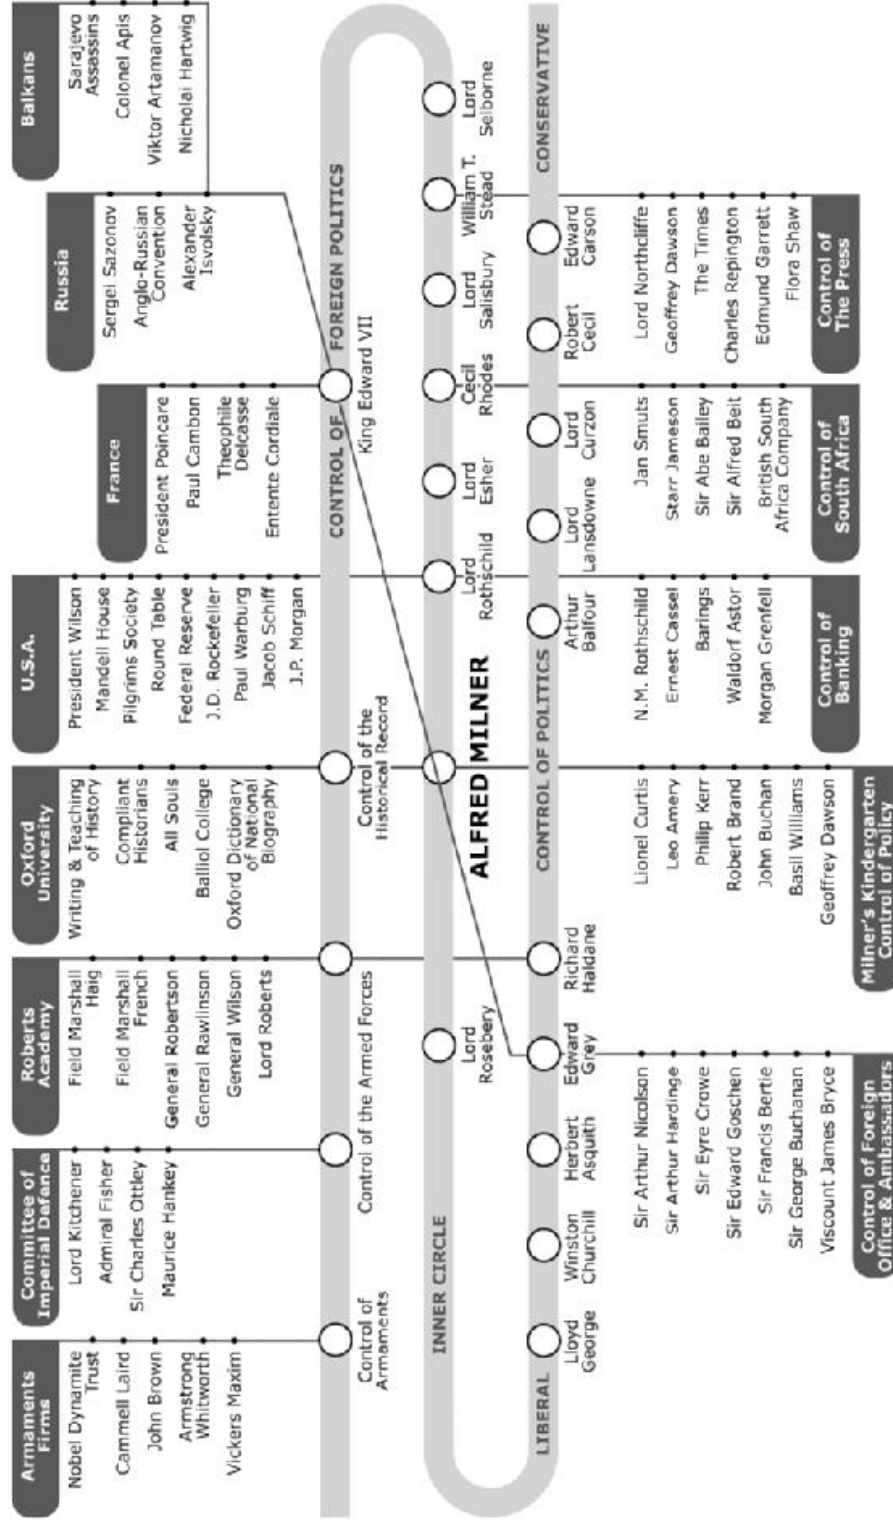 Armaments
Firms
Nobel Dynamite
Trust
Cammell Laird
John Brown
Armstrong
Whitworth
Vickers Maxim
Committee of
Imperial Defence
Lord Kitchener
Admiral Fisher
Sir Charles Ottley
Maurice Hankey
Roberts
Academy
Field Marshall
Haig
Field Marshall
French
General Robertson
General Rawlinson
General Wilson
Lord Roberts
Oxford
University
Writing & Teaching
of History
Compliant
Historians
All Souls
Balliol College
Oxford Dictionary
of National
Biography
U.S.A.
President Wilson
Mandell House
Pilgrims Society
Round Table
Federal Reserve
J.D. Rockefeller
Paul Warburg
Jacob Schiff
J.P. Morgan
France
President Poincare
Paul Cambon
Theophile
Delcasse
Entente Cordiale
Russia
Sergei Sazonov
Anglo-Russian
Convention
Alexander
Isvolsky
Balkans
Sarajevo
Assassins
Colonel Apis
Viktor Artamanov
Nicholai Hartwig
CONTROL OF FOREIGN POLITICS
Control of
Armaments
Control of the Armed Forces
Control of the
Historical Record
King Edward VII
INNER CIRCLE
Lord
Rosebery
ALFRED MILNER
Lord
Rothschild
Lord
Esher
Cecil
Rhodes
Lord
Salisbury
William T.
Stead
Lord
Selborne
LIBERAL
CONTROL OF POLITICS
CONSERVATIVE
Lloyd
George
Winston
Churchill
Herbert
Asquith
Edward
Grey
Richard
Haldane
Arthur
Balfour
Lord
Lansdowne
Lord
Curzon
Robert
Cecil
Edward
Carson
Sir Arthur Nicolson
Sir Arthur Hardinge
Sir Eyre Crowe
Sir Edward Goschen
Sir Francis Bertie
Sir George Buchanan
Viscount James Bryce
Control of Foreign
Office & Ambassadors
Lionel Curtis
Leo Amery
Philip Kerr
Robert Brand
John Buchan
Basil Williams
Geoffrey Dawson
Milner's Kindergarten
Control of Policy
N.M. Rothschild
Ernest Cassel
Barings
Waldorf Astor
Morgan Grenfell
Control of
Banking
Jan Smuts
Starr Jameson
Sir Abe Bailey
Sir Alfred Beit
British South
Africa Company
Control of
South Africa
Lord Northcliffe
Geoffrey Dawson
The Times
Charles Repington
Edmund Garrett
Flora Shaw
Control of
The Press